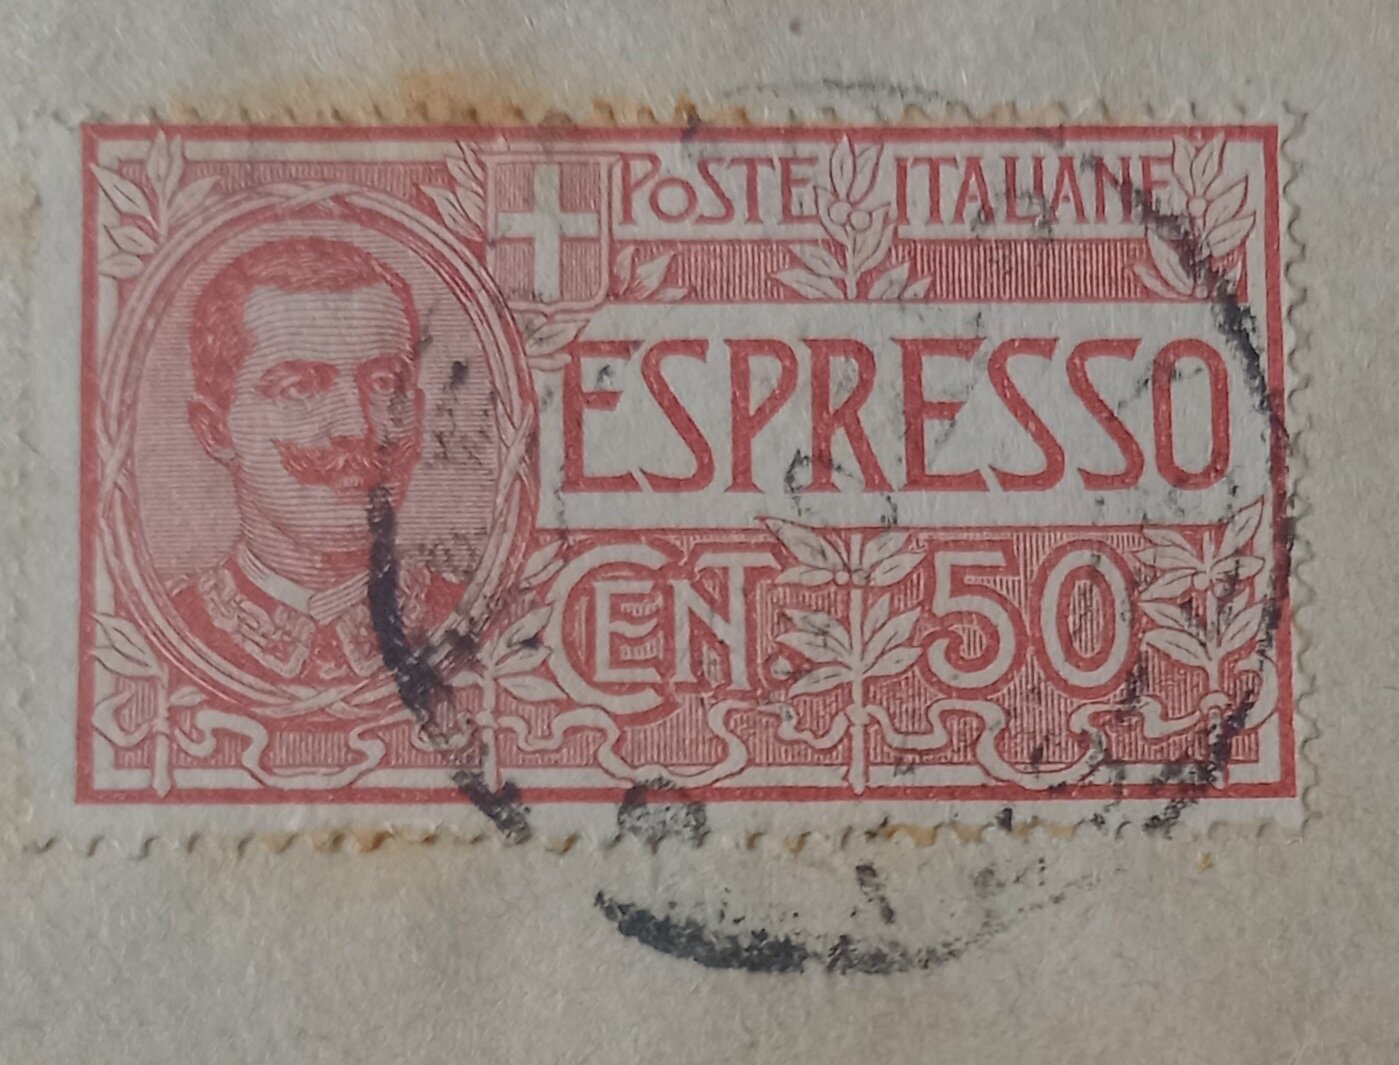 POSTE ITALIANE
ESPRESSO
CENT 50